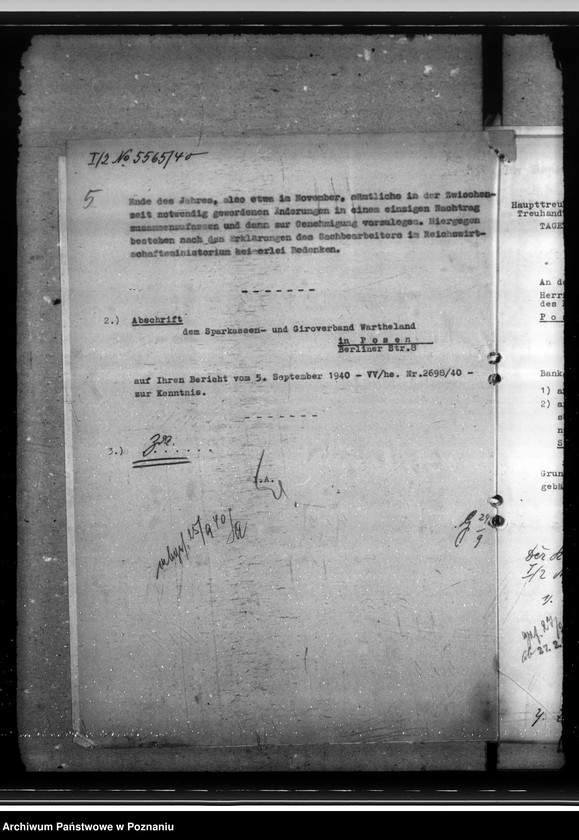 I/2 No 5565/40
5
Ende des Jahres, also etwa im November, sämtliche in der Zwischen-
zeit notwendig gewordenen Änderungen in einem einzigen Nachtrag
zusammenzufassen und dann zur Genehmigung vorzulegen. Hiergegen
bestehen nach den Erklärungen des Sachbearbeiters im Reichswirt-
schaftsministerium keinerlei Bedenken.
- - - - - - - -
2.) Abschrift
dem Sparkassen- und Giroverband Wartheland
in Posen
Berliner Str.8
auf Ihren Bericht vom 5. September 1940 - VV/he. Nr.2698/40 -
zur Kenntnis.
- - - - - - - -
3.)
I.A.
Haupttreu
Treuhand
TAGE
An de
Herr
des
Po
Bank
1) a
2) a
Grun
gebä
Der
I/2
Archiwum Państwowe w Poznaniu